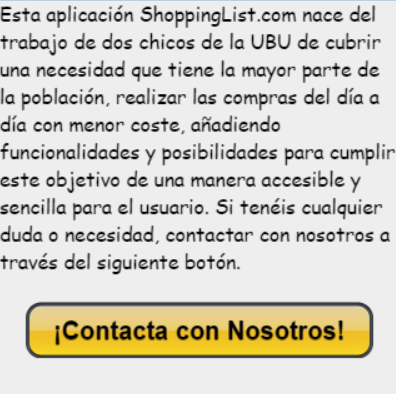 Esta aplicación ShoppingList.com nace del
trabajo de dos chicos de la UBU de cubrir
una necesidad que tiene la mayor parte de
la población, realizar las compras del día a
día con menor coste, añadiendo
funcionalidades y posibilidades para cumplir
este objetivo de una manera accesible y
sencilla para el usuario. Si tenéis cualquier
duda o necesidad, contactar con nosotros a
través del siguiente botón.
¡Contacta con Nosotros!